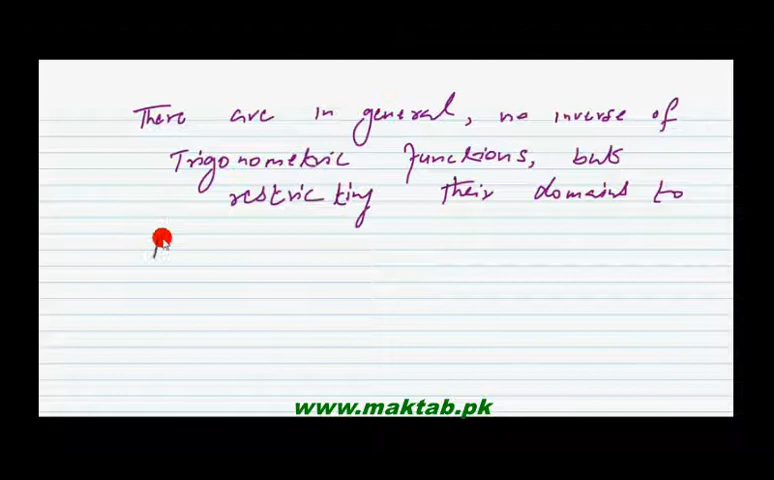 There are in general, no inverse of
Trigonometric functions, but
restricting their domains to
www.maktab.pk